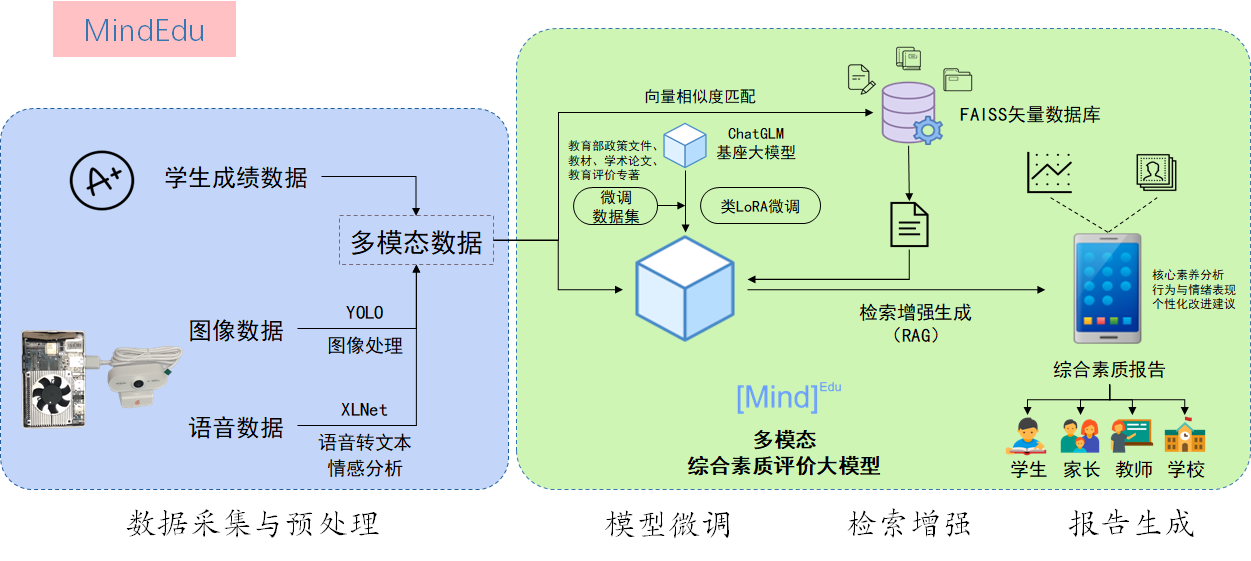 MindEdu
学生成绩数据
多模态数据
图像数据
YOLO
图像处理
语音数据
XLNet
语音转文本
情感分析
数据采集与预处理
向量相似度匹配
FAISS矢量数据库
ChatGLM
基座大模型
教育部政策文件、
教材、学术论文、
教育评价专著
微调
数据集
类LoRA微调
检索增强生成
（RAG）
[Mind]Edu
多模态
综合素质评价大模型
核心素养分析
行为与情绪表现
个性化改进建议
综合素质报告
学生
家长
教师
学校
模型微调
检索增强
报告生成
A+